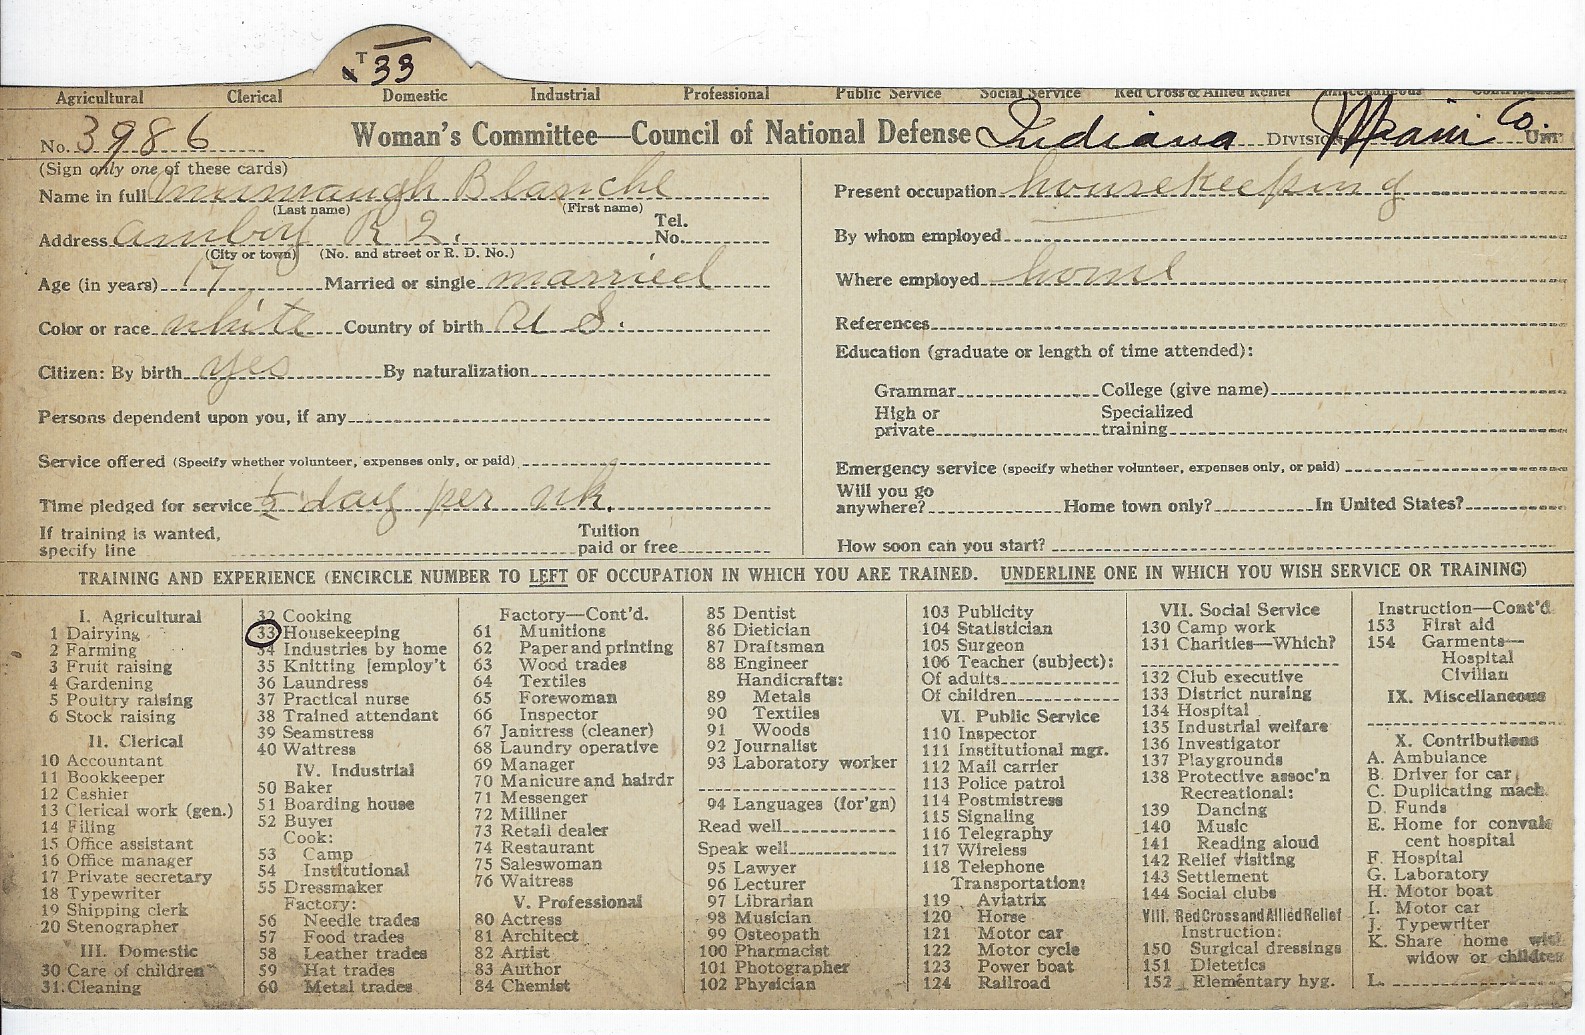 T 33
Agricultural Clerical Domestic Industrial Professional Public Service Social Service Red Cross & Allied Relief Miscellaneous
No. 3986 Woman's Committee—Council of National Defense Indiana Division Miami Co. Unit
(Sign only one of these cards)
Name in full Mumaugh Blanche
(Last name) (First name)
Address Amboy R 2. Tel. No.
(City or town) (No. and street or R. D. No.)
Age (in years) 17 Married or single married
Color or race white Country of birth U S.
Citizen: By birth yes By naturalization
Persons dependent upon you, if any
Service offered (Specify whether volunteer, expenses only, or paid)
Time pledged for service ½ day per wk.
If training is wanted, specify line Tuition paid or free
Present occupation housekeeping
By whom employed
Where employed home
References
Education (graduate or length of time attended):
Grammar College (give name)
High or private Specialized training
Emergency service (specify whether volunteer, expenses only, or paid)
Will you go anywhere? Home town only? In United States?
How soon can you start?
TRAINING AND EXPERIENCE (ENCIRCLE NUMBER TO LEFT OF OCCUPATION IN WHICH YOU ARE TRAINED. UNDERLINE ONE IN WHICH YOU WISH SERVICE OR TRAINING)
I. Agricultural
1 Dairying
2 Farming
3 Fruit raising
4 Gardening
5 Poultry raising
6 Stock raising
II. Clerical
10 Accountant
11 Bookkeeper
12 Cashier
13 Clerical work (gen.)
14 Filing
15 Office assistant
16 Office manager
17 Private secretary
18 Typewriter
19 Shipping clerk
20 Stenographer
III. Domestic
30 Care of children
31. Cleaning
32 Cooking
33 Housekeeping
34 Industries by home
35 Knitting [employ't
36 Laundress
37 Practical nurse
38 Trained attendant
39 Seamstress
40 Waitress
IV. Industrial
50 Baker
51 Boarding house
52 Buyer
Cook:
53 Camp
54 Institutional
55 Dressmaker
Factory:
56 Needle trades
57 Food trades
58 Leather trades
59 Hat trades
60 Metal trades
Factory—Cont'd.
61 Munitions
62 Paper and printing
63 Wood trades
64 Textiles
65 Forewoman
66 Inspector
67 Janitress (cleaner)
68 Laundry operative
69 Manager
70 Manicure and hairdr
71 Messenger
72 Milliner
73 Retail dealer
74 Restaurant
75 Saleswoman
76 Waitress
V. Professional
80 Actress
81 Architect
82 Artist
83 Author
84 Chemist
85 Dentist
86 Dietician
87 Draftsman
88 Engineer
Handicrafts:
89 Metals
90 Textiles
91 Woods
92 Journalist
93 Laboratory worker
94 Languages (for'gn)
Read well
Speak well
95 Lawyer
96 Lecturer
97 Librarian
98 Musician
99 Osteopath
100 Pharmacist
101 Photographer
102 Physician
103 Publicity
104 Statistician
105 Surgeon
106 Teacher (subject):
Of adults
Of children
VI. Public Service
110 Inspector
111 Institutional mgr.
112 Mail carrier
113 Police patrol
114 Postmistress
115 Signaling
116 Telegraphy
117 Wireless
118 Telephone
Transportation:
119 Aviatrix
120 Horse
121 Motor car
122 Motor cycle
123 Power boat
124 Railroad
VII. Social Service
130 Camp work
131 Charities—Which?
132 Club executive
133 District nursing
134 Hospital
135 Industrial welfare
136 Investigator
137 Playgrounds
138 Protective assoc'n
Recreational:
139 Dancing
140 Music
141 Reading aloud
142 Relief visiting
143 Settlement
144 Social clubs
VIII. Red Cross and Allied Relief
Instruction:
150 Surgical dressings
151 Dietetics
152 Elementary hyg.
Instruction—Cont'd.
153 First aid
154 Garments—
Hospital
Civilian
IX. Miscellaneous
X. Contributions
A. Ambulance
B. Driver for car
C. Duplicating mach.
D. Funds
E. Home for convales
cent hospital
F. Hospital
G. Laboratory
H. Motor boat
I. Motor car
J. Typewriter
K. Share home with
widow or children
L.